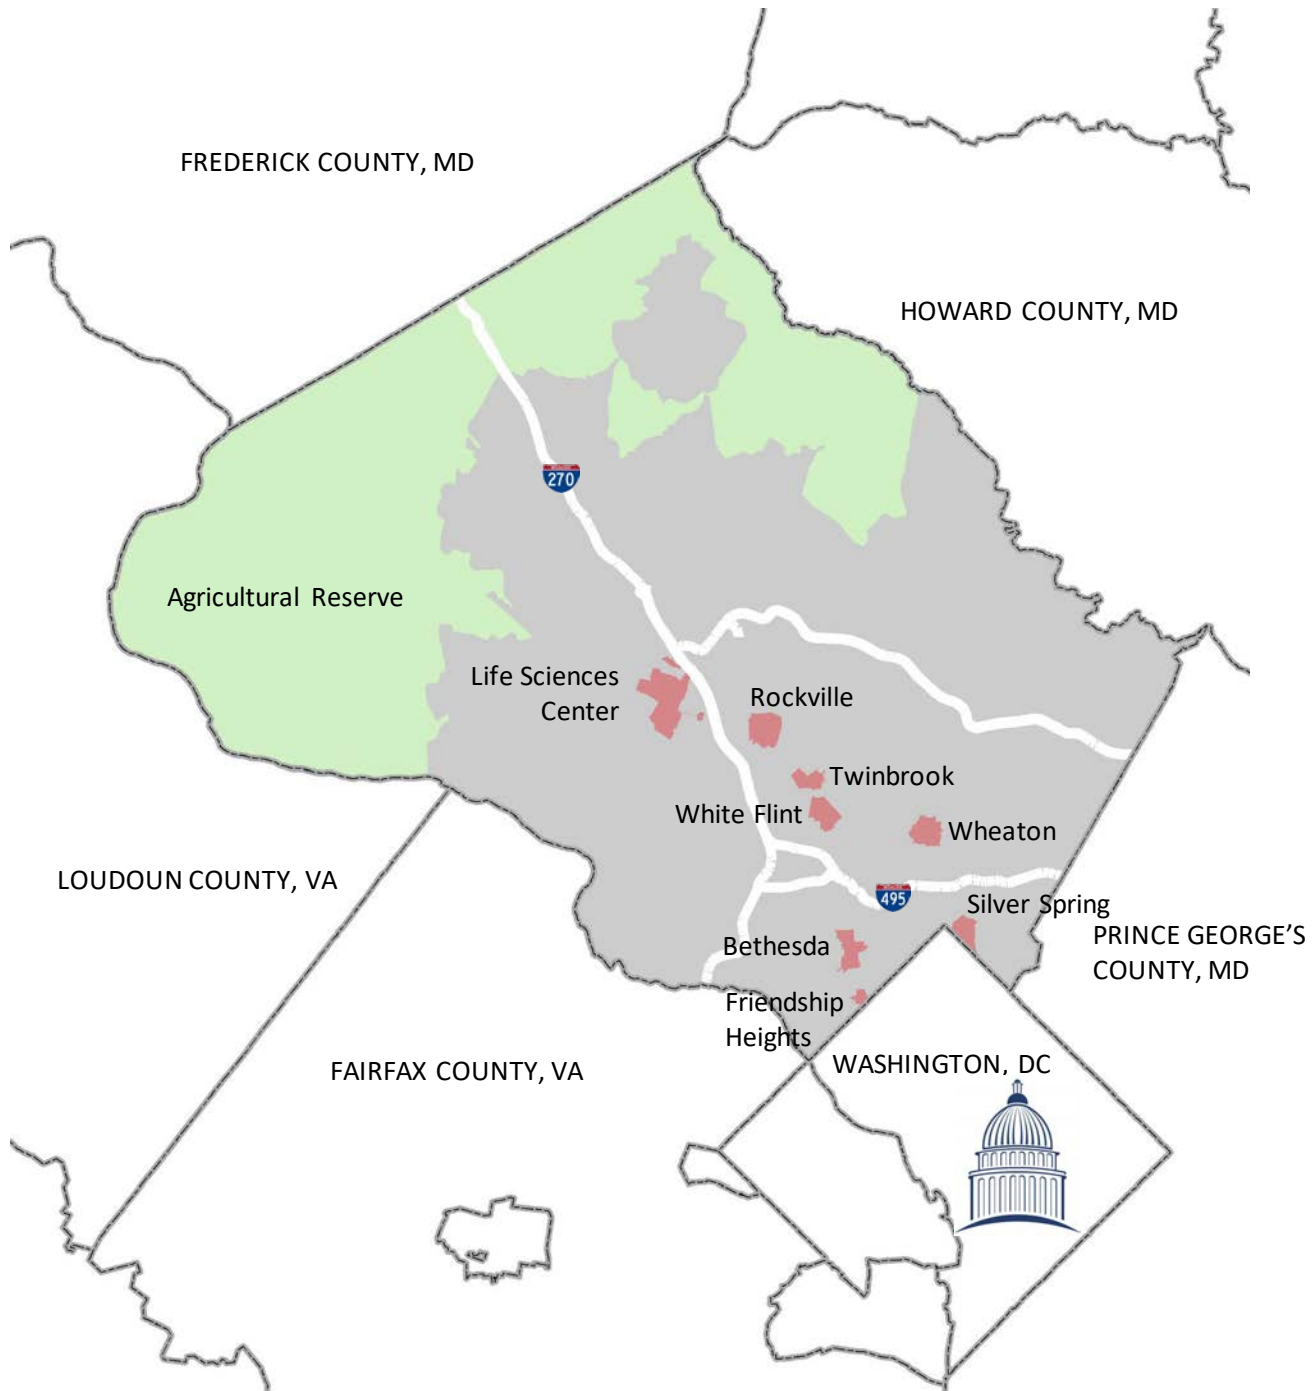 FREDERICK COUNTY, MD
HOWARD COUNTY, MD
270
Agricultural Reserve
Life Sciences
Center
Rockville
Twinbrook
White Flint
Wheaton
LOUDOUN COUNTY, VA
495
Silver Spring
PRINCE GEORGE’S
COUNTY, MD
Bethesda
Friendship
Heights
WASHINGTON, DC
FAIRFAX COUNTY, VA